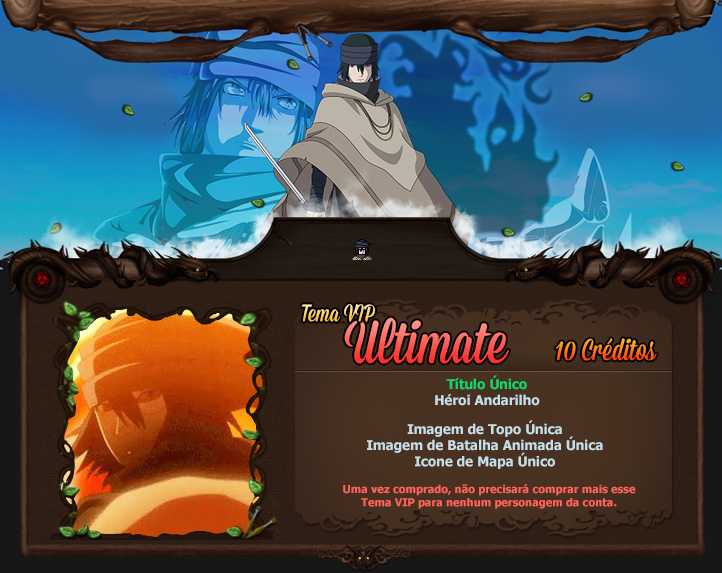 Tema VIP
Ultimate
10 Créditos
Título Único
Héroi Andarilho
Imagem de Topo Única
Imagem de Batalha Animada Única
Icone de Mapa Único
Uma vez comprado, não precisará comprar mais esse
Tema VIP para nenhum personagem da conta.